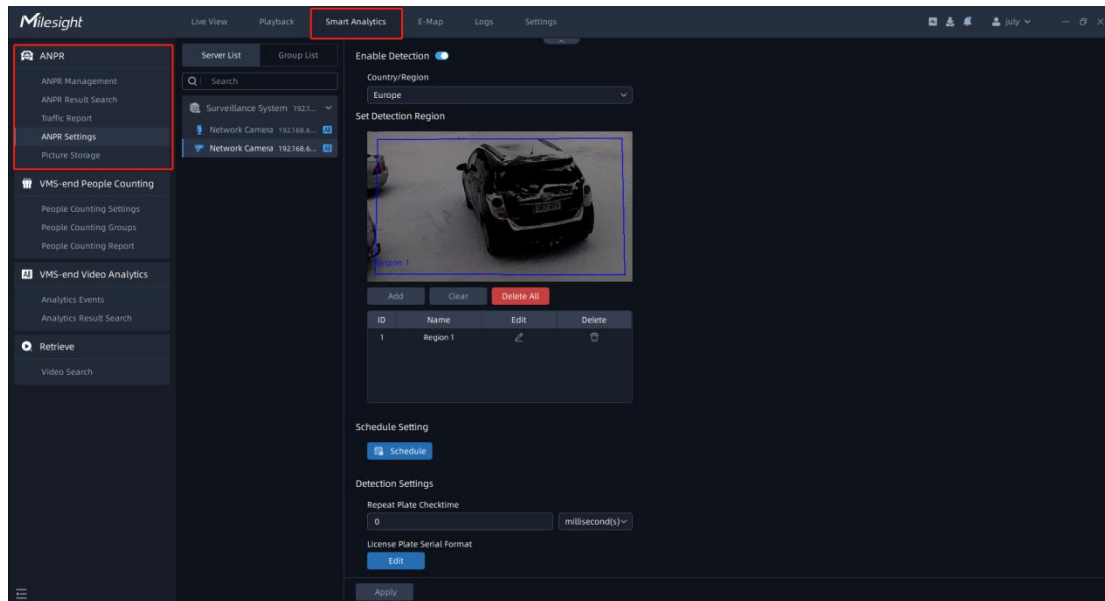 Milesight
Live View
Playback
Smart Analytics
E-Map
Logs
Settings
july
ANPR
ANPR Management
ANPR Result Search
Traffic Report
ANPR Settings
Picture Storage
VMS-end People Counting
People Counting Settings
People Counting Groups
People Counting Report
AI VMS-end Video Analytics
Analytics Events
Analytics Result Search
Retrieve
Video Search
Server List
Group List
Search
Surveillance System 192.1...
Network Camera 192.168.6... AI
Network Camera 192.168.6... AI
Enable Detection
Country/Region
Europe
Set Detection Region
Region 1
Add
Clear
Delete All
ID Name Edit Delete
1 Region 1
Schedule Setting
Schedule
Detection Settings
Repeat Plate Checktime
0 millisecond(s)
License Plate Serial Format
Edit
Apply